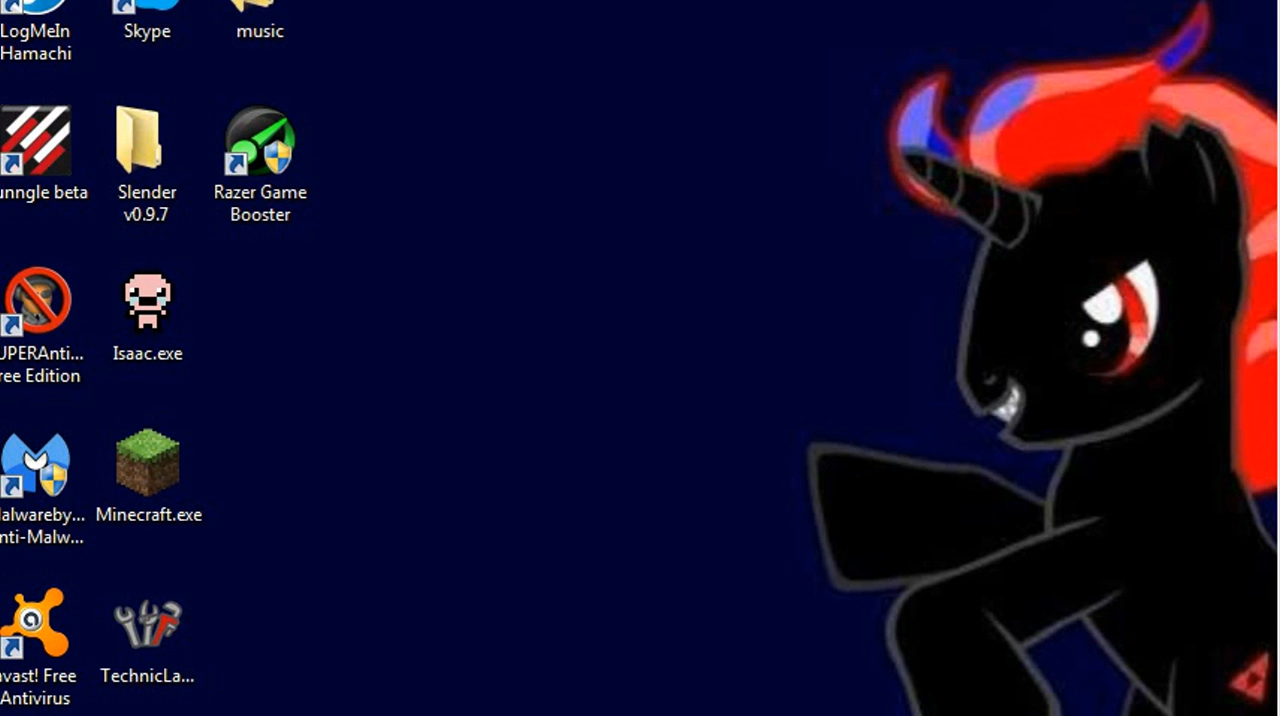 LogMeIn
Hamachi
Skype
music
unngle beta
Slender
v0.9.7
Razer Game
Booster
UPERAnti...
ree Edition
Isaac.exe
alwareby...
nti-Malw...
Minecraft.exe
avast! Free
Antivirus
TechnicLa...